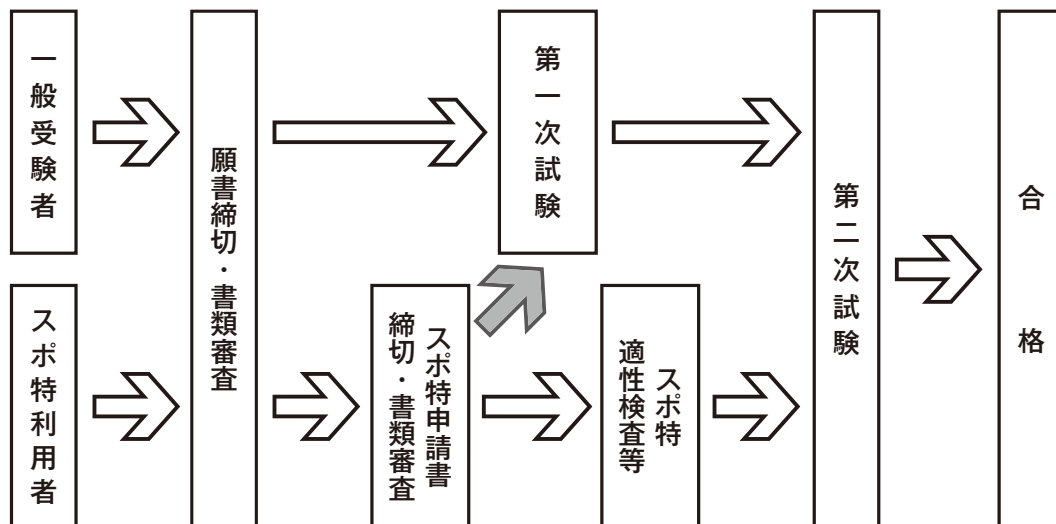 一般受験者
スポ特利用者
願書締切・書類審査
スポ特申請書
締切・書類審査
第一次試験
スポ特
適性検査等
第二次試験
合格